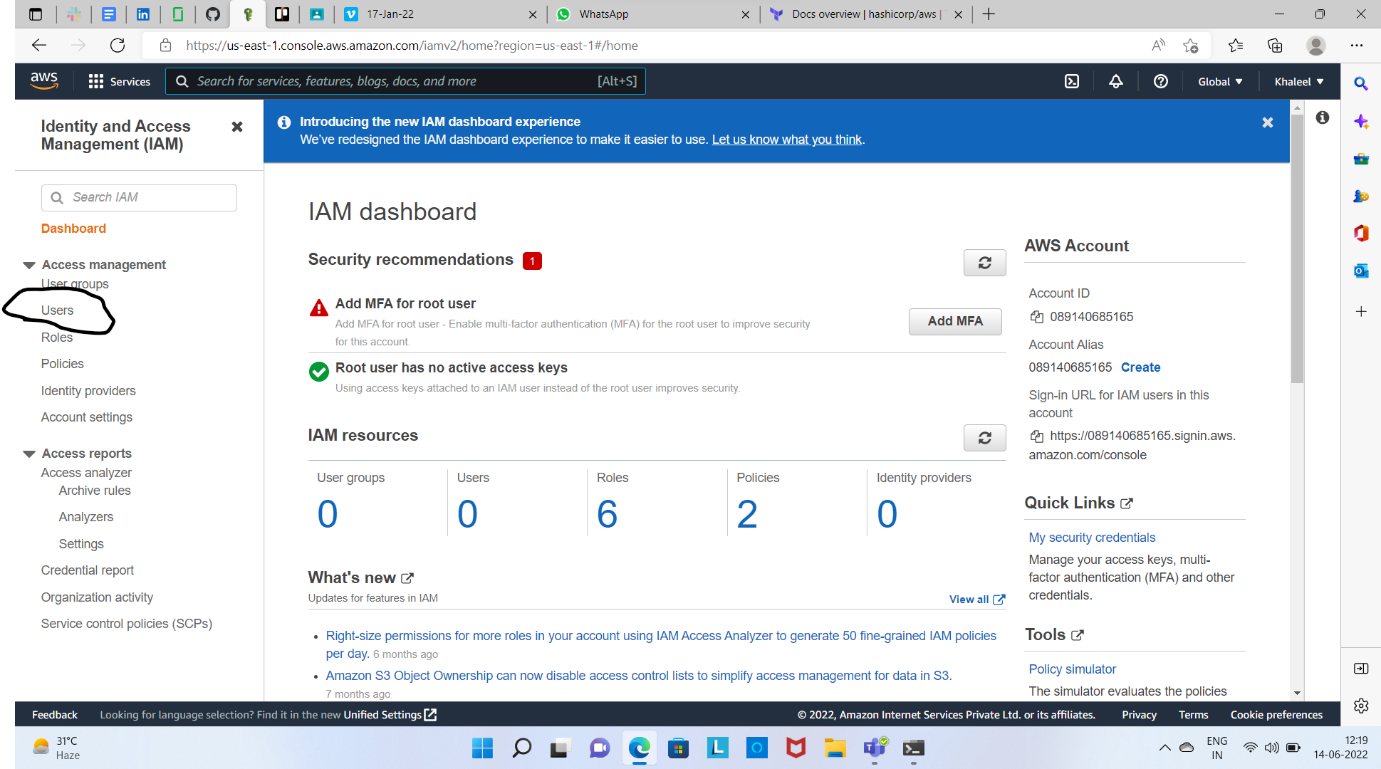 17-Jan-22
WhatsApp
Docs overview | hashicorp/aws |
https://us-east-1.console.aws.amazon.com/iamv2/home?region=us-east-1#/home
aws
Services
Search for services, features, blogs, docs, and more
[Alt+S]
Global
Khaleel
Identity and Access
Management (IAM)
Introducing the new IAM dashboard experience
We've redesigned the IAM dashboard experience to make it easier to use. Let us know what you think.
Search IAM
Dashboard
Access management
User groups
Users
Roles
Policies
Identity providers
Account settings
Access reports
Access analyzer
Archive rules
Analyzers
Settings
Credential report
Organization activity
Service control policies (SCPs)
IAM dashboard
Security recommendations 1
Add MFA for root user
Add MFA for root user - Enable multi-factor authentication (MFA) for the root user to improve security
for this account.
Add MFA
Root user has no active access keys
Using access keys attached to an IAM user instead of the root user improves security.
IAM resources
User groups
0
Users
0
Roles
6
Policies
2
Identity providers
0
What's new
Updates for features in IAM
View all
Right-size permissions for more roles in your account using IAM Access Analyzer to generate 50 fine-grained IAM policies
per day. 6 months ago
Amazon S3 Object Ownership can now disable access control lists to simplify access management for data in S3.
7 months ago
AWS Account
Account ID
089140685165
Account Alias
089140685165 Create
Sign-in URL for IAM users in this
account
https://089140685165.signin.aws.
amazon.com/console
Quick Links
My security credentials
Manage your access keys, multi-
factor authentication (MFA) and other
credentials.
Tools
Policy simulator
The simulator evaluates the policies
Feedback
Looking for language selection? Find it in the new Unified Settings
© 2022, Amazon Internet Services Private Ltd. or its affiliates.
Privacy
Terms
Cookie preferences
31°C
Haze
ENG
IN
12:19
14-06-2022